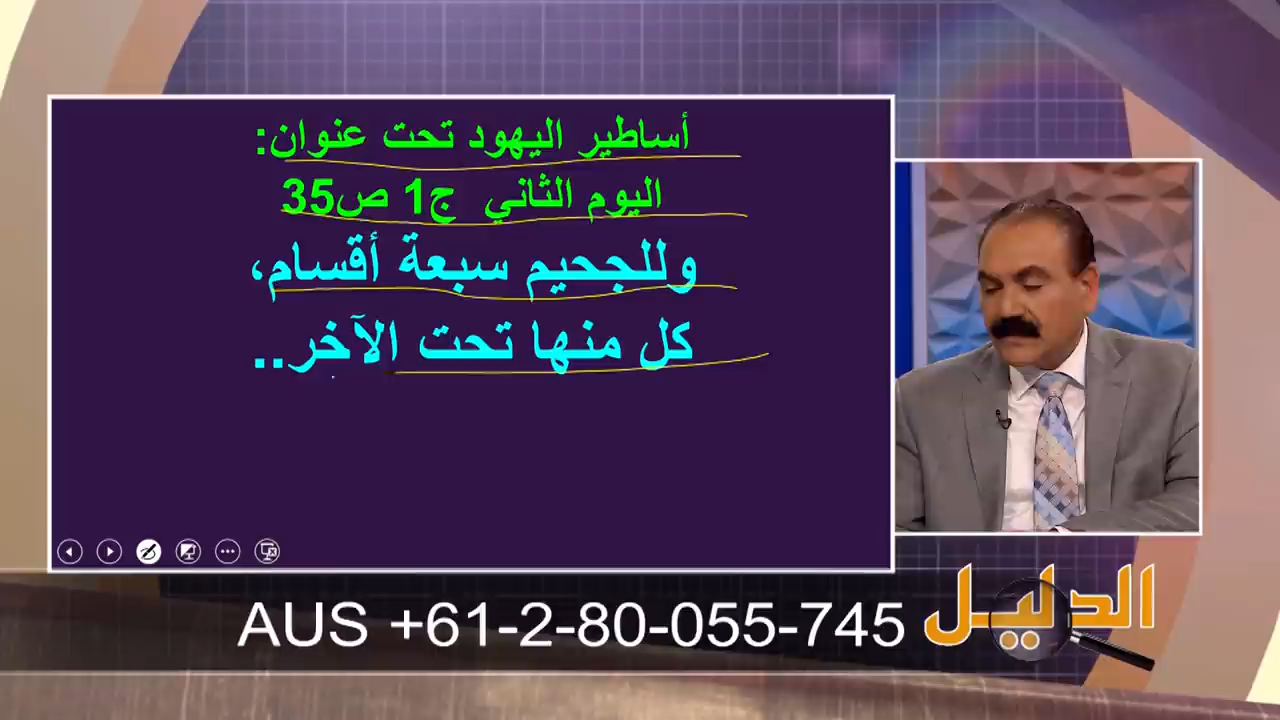 أساطير اليهود تحت عنوان:
اليوم الثاني ج1 ص35
وللجحيم سبعة أقسام،
كل منها تحت الآخر..
AUS +61-2-80-055-745
الدليل